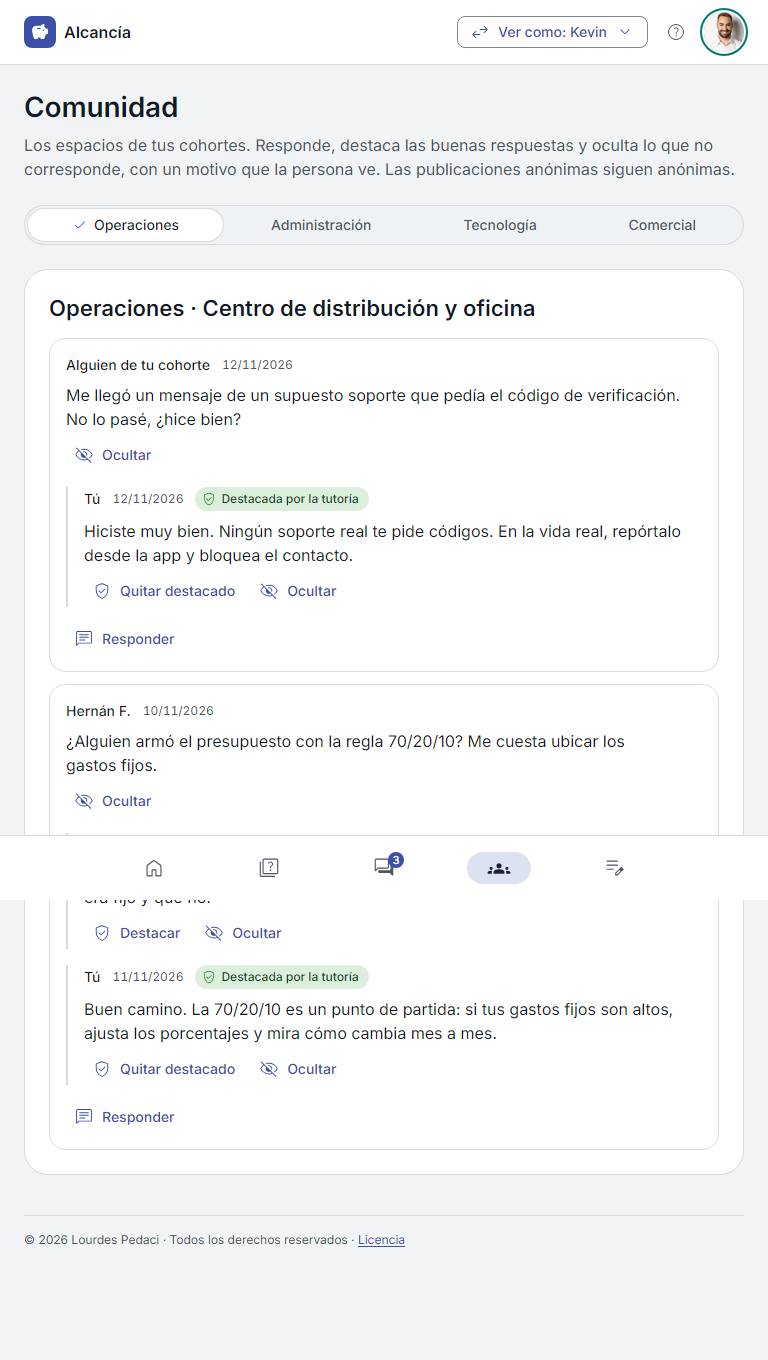 Alcancía
Ver como: Kevin
Comunidad
Los espacios de tus cohortes. Responde, destaca las buenas respuestas y oculta lo que no
corresponde, con un motivo que la persona ve. Las publicaciones anónimas siguen anónimas.
Operaciones
Administración
Tecnología
Comercial
Operaciones · Centro de distribución y oficina
Alguien de tu cohorte 12/11/2026
Me llegó un mensaje de un supuesto soporte que pedía el código de verificación.
No lo pasé, ¿hice bien?
Ocultar
Tú 12/11/2026 Destacada por la tutoría
Hiciste muy bien. Ningún soporte real te pide códigos. En la vida real, repórtalo
desde la app y bloquea el contacto.
Quitar destacado Ocultar
Responder
Hernán F. 10/11/2026
¿Alguien armó el presupuesto con la regla 70/20/10? Me cuesta ubicar los
gastos fijos.
Ocultar
3
Destacar Ocultar
Tú 11/11/2026 Destacada por la tutoría
Buen camino. La 70/20/10 es un punto de partida: si tus gastos fijos son altos,
ajusta los porcentajes y mira cómo cambia mes a mes.
Quitar destacado Ocultar
Responder
© 2026 Lourdes Pedaci · Todos los derechos reservados · Licencia